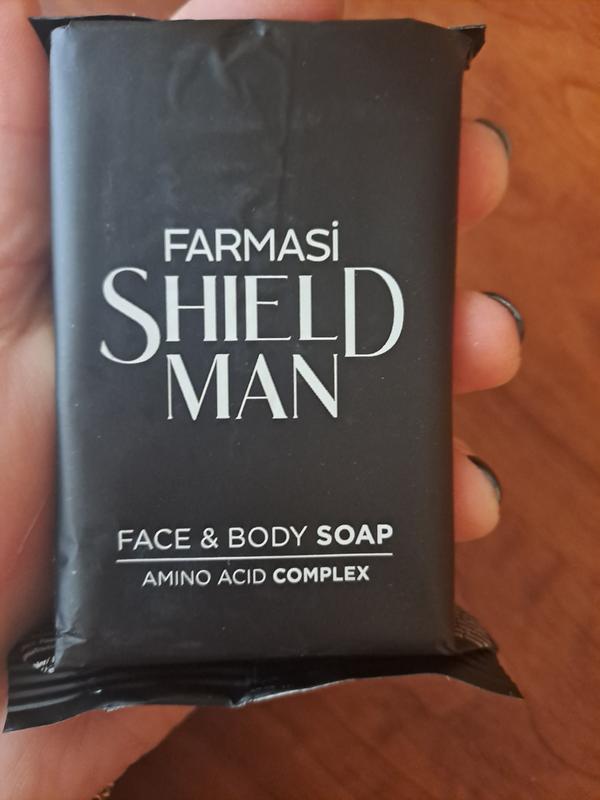 FARMASi
SHIELD
MAN
FACE & BODY SOAP
AMINO ACID COMPLEX